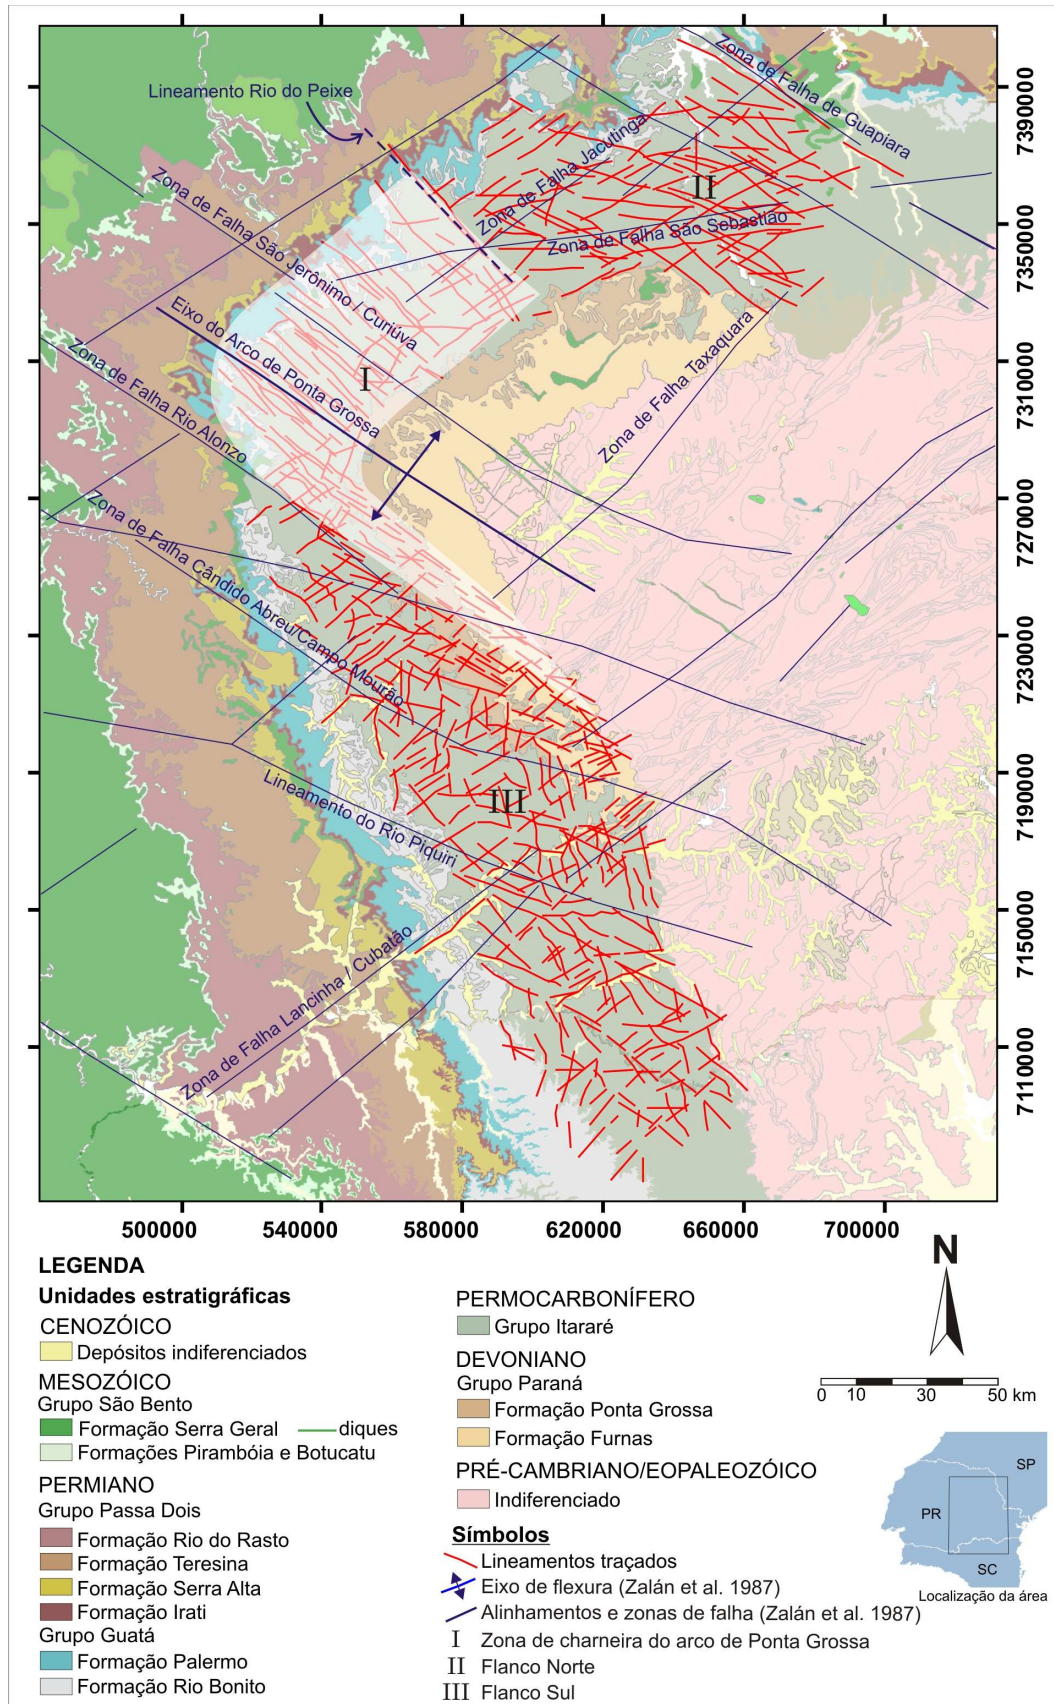 Lineamento Rio do Peixe
Zona de Falha de Guapiara
Zona de Falha Jacutinga
II
Zona de Falha São Sebastião
Zona de Falha São Jerônimo / Curiúva
Eixo do Arco de Ponta Grossa
I
Zona de Falha Taxaquara
Zona de Falha Rio Alonzo
Zona de Falha Cândido Abreu/Campo Mourão
III
Lineamento do Rio Piquiri
Zona de Falha Lancinha / Cubatão
7390000
7350000
7310000
7270000
7230000
7190000
7150000
7110000
500000 540000 580000 620000 660000 700000
LEGENDA
Unidades estratigráficas
CENOZÓICO
Depósitos indiferenciados
MESOZÓICO
Grupo São Bento
Formação Serra Geral diques
Formações Pirambóia e Botucatu
PERMIANO
Grupo Passa Dois
Formação Rio do Rasto
Formação Teresina
Formação Serra Alta
Formação Irati
Grupo Guatá
Formação Palermo
Formação Rio Bonito
PERMOCARBONÍFERO
Grupo Itararé
DEVONIANO
Grupo Paraná
Formação Ponta Grossa
Formação Furnas
PRÉ-CAMBRIANO/EOPALEOZÓICO
Indiferenciado
Símbolos
Lineamentos traçados
Eixo de flexura (Zalán et al. 1987)
Alinhamentos e zonas de falha (Zalán et al. 1987)
I Zona de charneira do arco de Ponta Grossa
II Flanco Norte
III Flanco Sul
N
0 10 30 50 km
SP
PR
SC
Localização da área